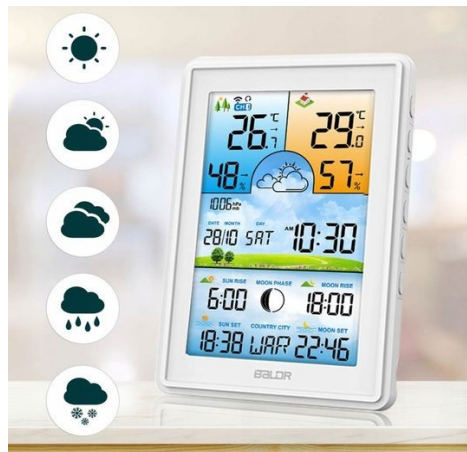 CH1
26.7 °C
29.0 °C
48 %
57 %
1006 hPa mb
DATE MONTH DAY
28/10 SAT AM 10:30
SUN RISE MOON PHASE MOON RISE
6:00 18:00
SUN SET COUNTRY CITY MOON SET
18:38 WAR 22:46
BALDR